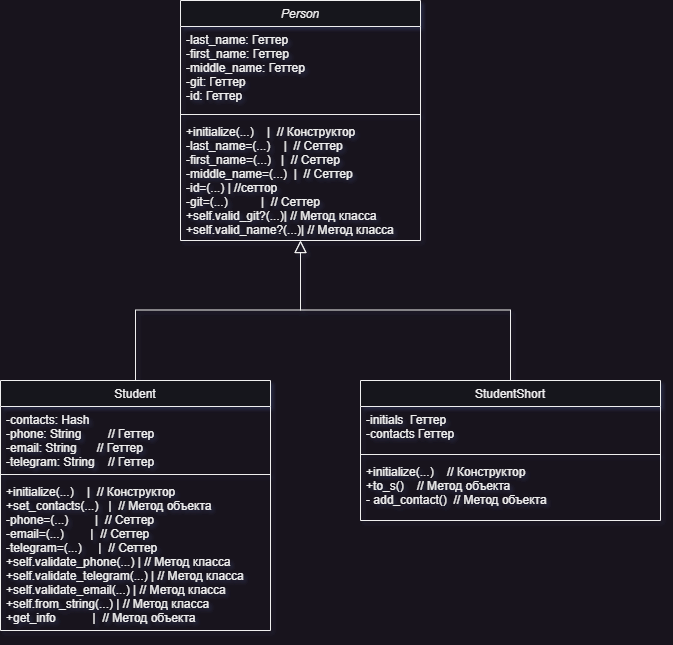 Person
-last_name: Геттер
-first_name: Геттер
-middle_name: Геттер
-git: Геттер
-id: Геттер
+initialize(...) | // Конструктор
-last_name=(...) | // Сеттер
-first_name=(...) | // Сеттер
-middle_name=(...) | // Сеттер
-id=(...) | //сеттор
-git=(...) | // Сеттер
+self.valid_git?(...)| // Метод класса
+self.valid_name?(...)| // Метод класса
Student
-contacts: Hash
-phone: String // Геттер
-email: String // Геттер
-telegram: String // Геттер
+initialize(...) | // Конструктор
+set_contacts(...) | // Метод объекта
-phone=(...) | // Сеттер
-email=(...) | // Сеттер
-telegram=(...) | // Сеттер
+self.validate_phone(...) | // Метод класса
+self.validate_telegram(...) | // Метод класса
+self.validate_email(...) | // Метод класса
+self.from_string(...) | // Метод класса
+get_info | // Метод объекта
StudentShort
-initials Геттер
-contacts Геттер
+initialize(...) // Конструктор
+to_s() // Метод объекта
- add_contact() // Метод объекта